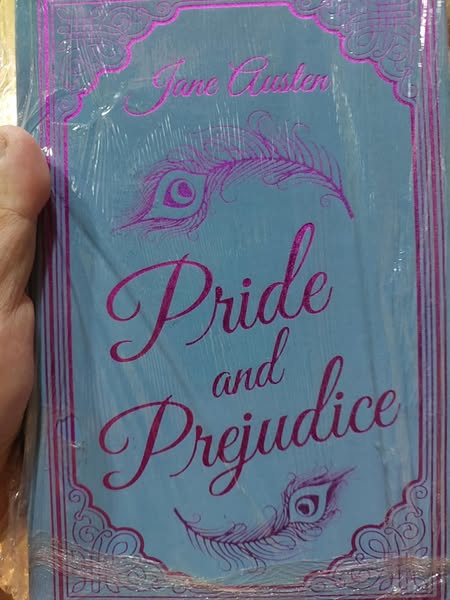 Jane Austen
Pride
and
Prejudice